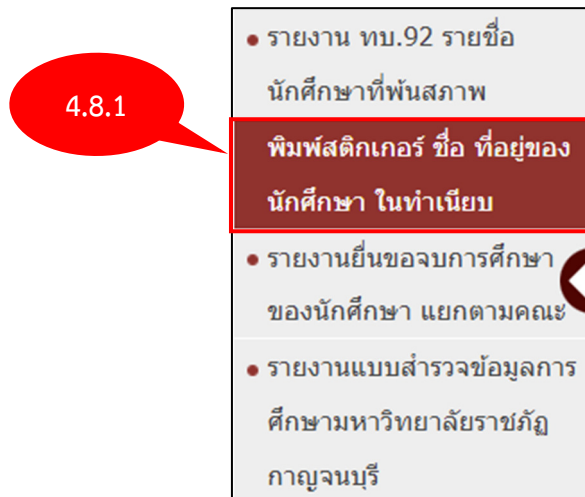 รายงาน ทบ.92 รายชื่อ
นักศึกษาที่พ้นสภาพ
4.8.1
พิมพ์สติกเกอร์ ชื่อ ที่อยู่ของ
นักศึกษา ในทำเนียบ
รายงานยื่นขอจบการศึกษา
ของนักศึกษา แยกตามคณะ
รายงานแบบสำรวจข้อมูลการ
ศึกษามหาวิทยาลัยราชภัฏ
กาญจนบุรี